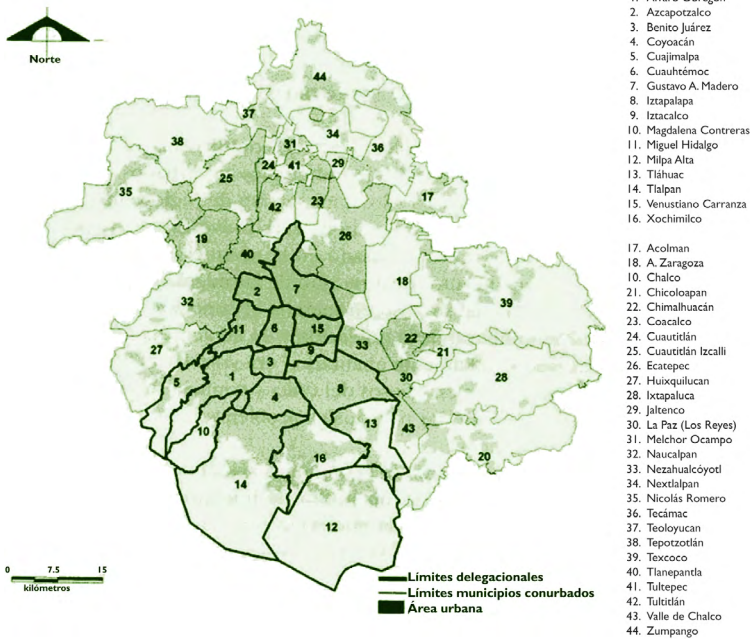 Norte
44
37
38
34
31
36
24
41
29
35
25
17
42
23
19
26
40
18
7
2
39
32
11
6
15
33
22
27
9
21
3
30
5
1
8
28
4
10
13
43
16
20
14
12
0 7.5 15
kilómetros
Límites delegacionales
Límites municipios conurbados
Área urbana
2. Azcapotzalco
3. Benito Juárez
4. Coyoacán
5. Cuajimalpa
6. Cuauhtémoc
7. Gustavo A. Madero
8. Iztapalapa
9. Iztacalco
10. Magdalena Contreras
11. Miguel Hidalgo
12. Milpa Alta
13. Tláhuac
14. Tlalpan
15. Venustiano Carranza
16. Xochimilco
17. Acolman
18. A. Zaragoza
10. Chalco
21. Chicoloapan
22. Chimalhuacán
23. Coacalco
24. Cuautitlán
25. Cuautitlán Izcalli
26. Ecatepec
27. Huixquilucan
28. Ixtapaluca
29. Jaltenco
30. La Paz (Los Reyes)
31. Melchor Ocampo
32. Naucalpan
33. Nezahualcóyotl
34. Nextlalpan
35. Nicolás Romero
36. Tecámac
37. Teoloyucan
38. Tepotzotlán
39. Texcoco
40. Tlanepantla
41. Tultepec
42. Tultitlán
43. Valle de Chalco
44. Zumpango